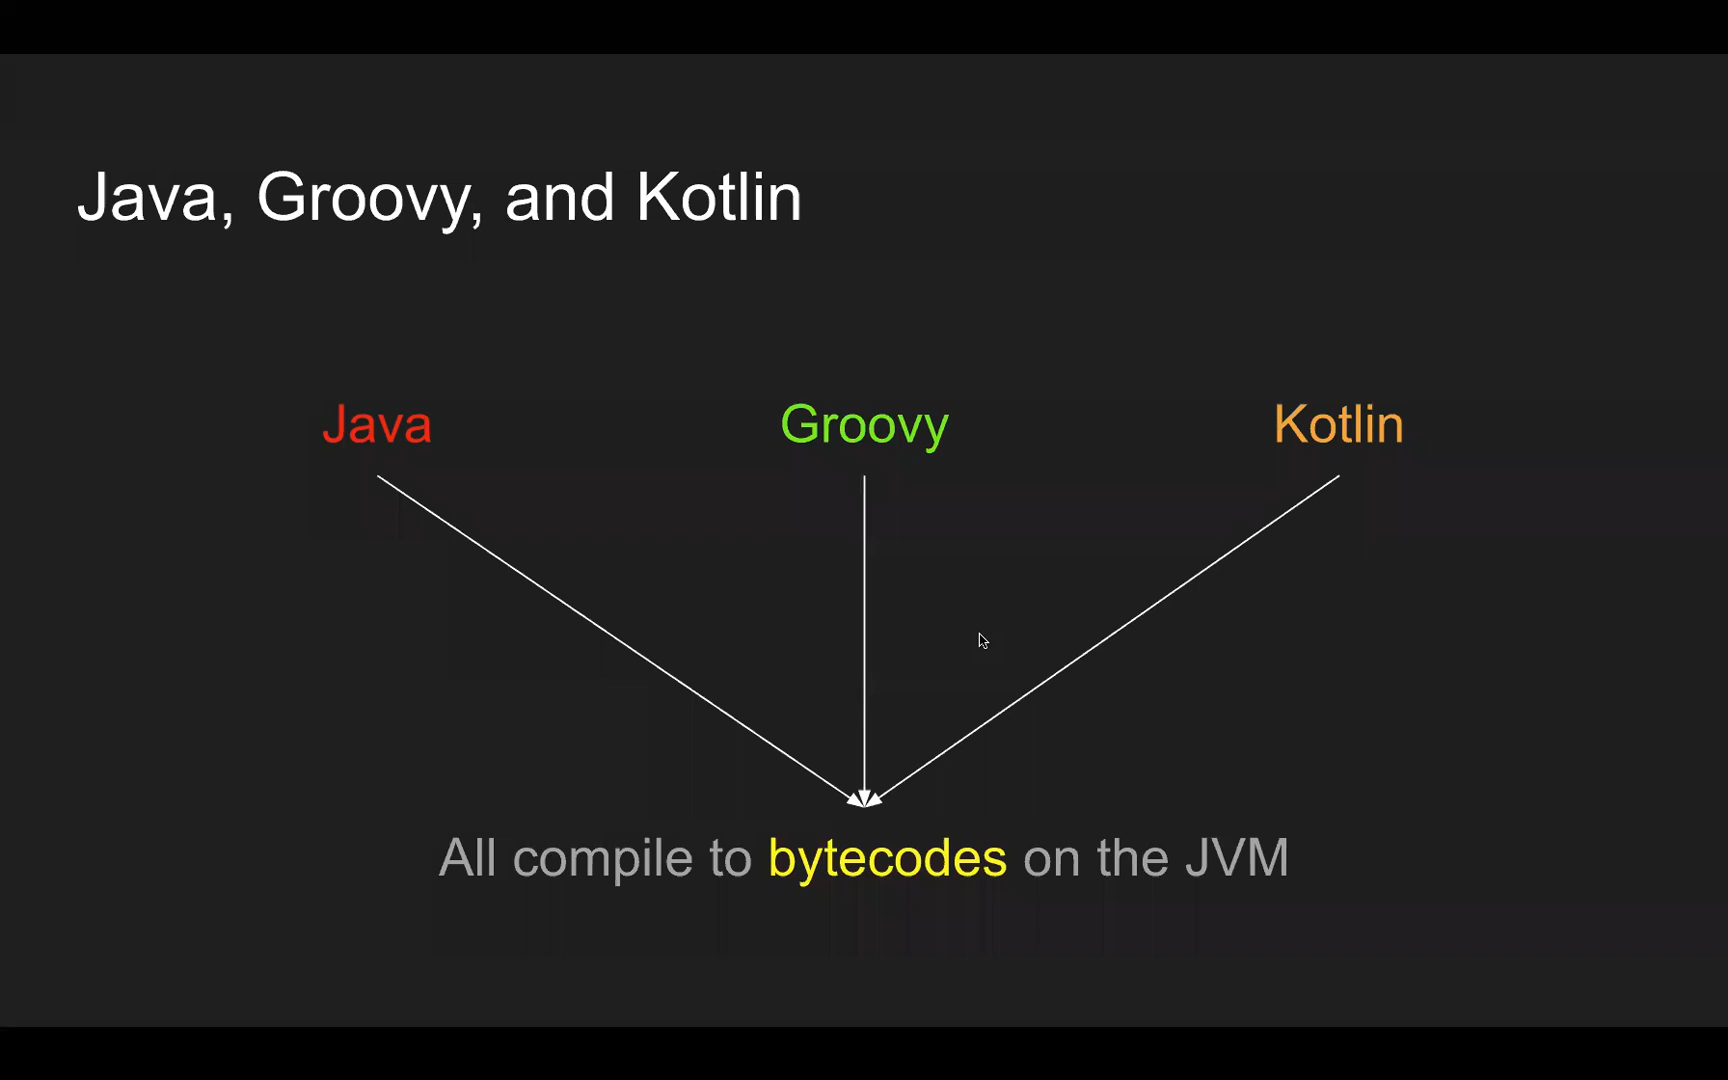 Java, Groovy, and Kotlin
Java
Groovy
Kotlin
All compile to bytecodes on the JVM